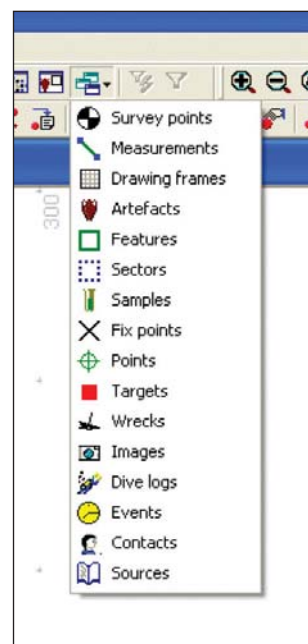 Survey points
Measurements
300
Drawing frames
Artefacts
Features
Sectors
Samples
Fix points
Points
Targets
Wrecks
Images
Dive logs
Events
Contacts
Sources